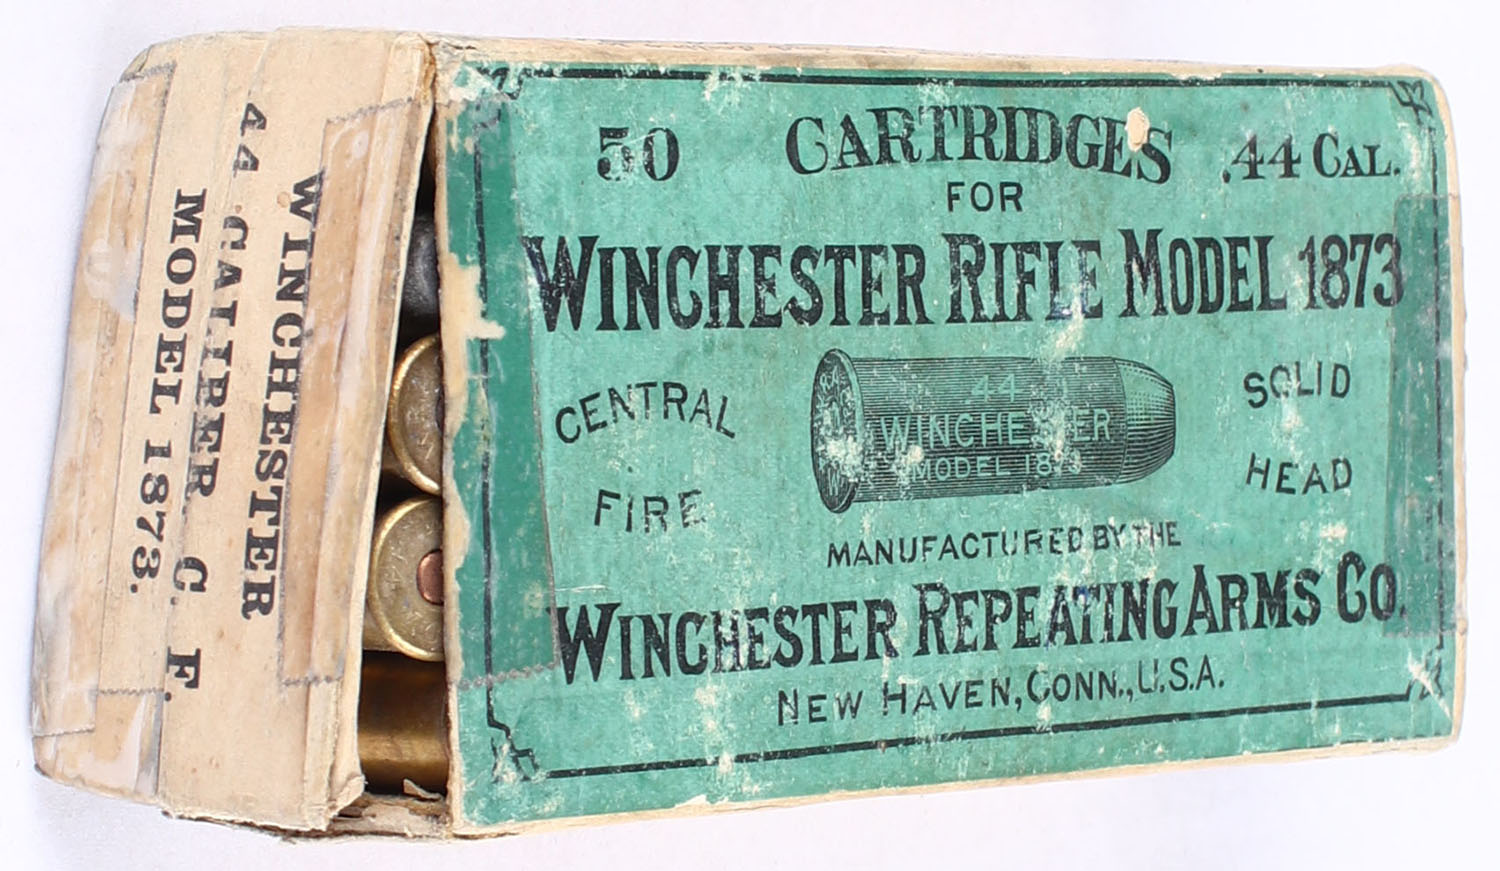 50 CARTRIDGES .44 CAL.
FOR
WINCHESTER RIFLE MODEL 1873
CENTRAL FIRE
44
WINCHESTER
MODEL 1873
SOLID HEAD
MANUFACTURED BY THE
WINCHESTER REPEATING ARMS CO.
NEW HAVEN, CONN., U.S.A.
WINCHESTER
44 CALIBER C. F.
MODEL 1873.